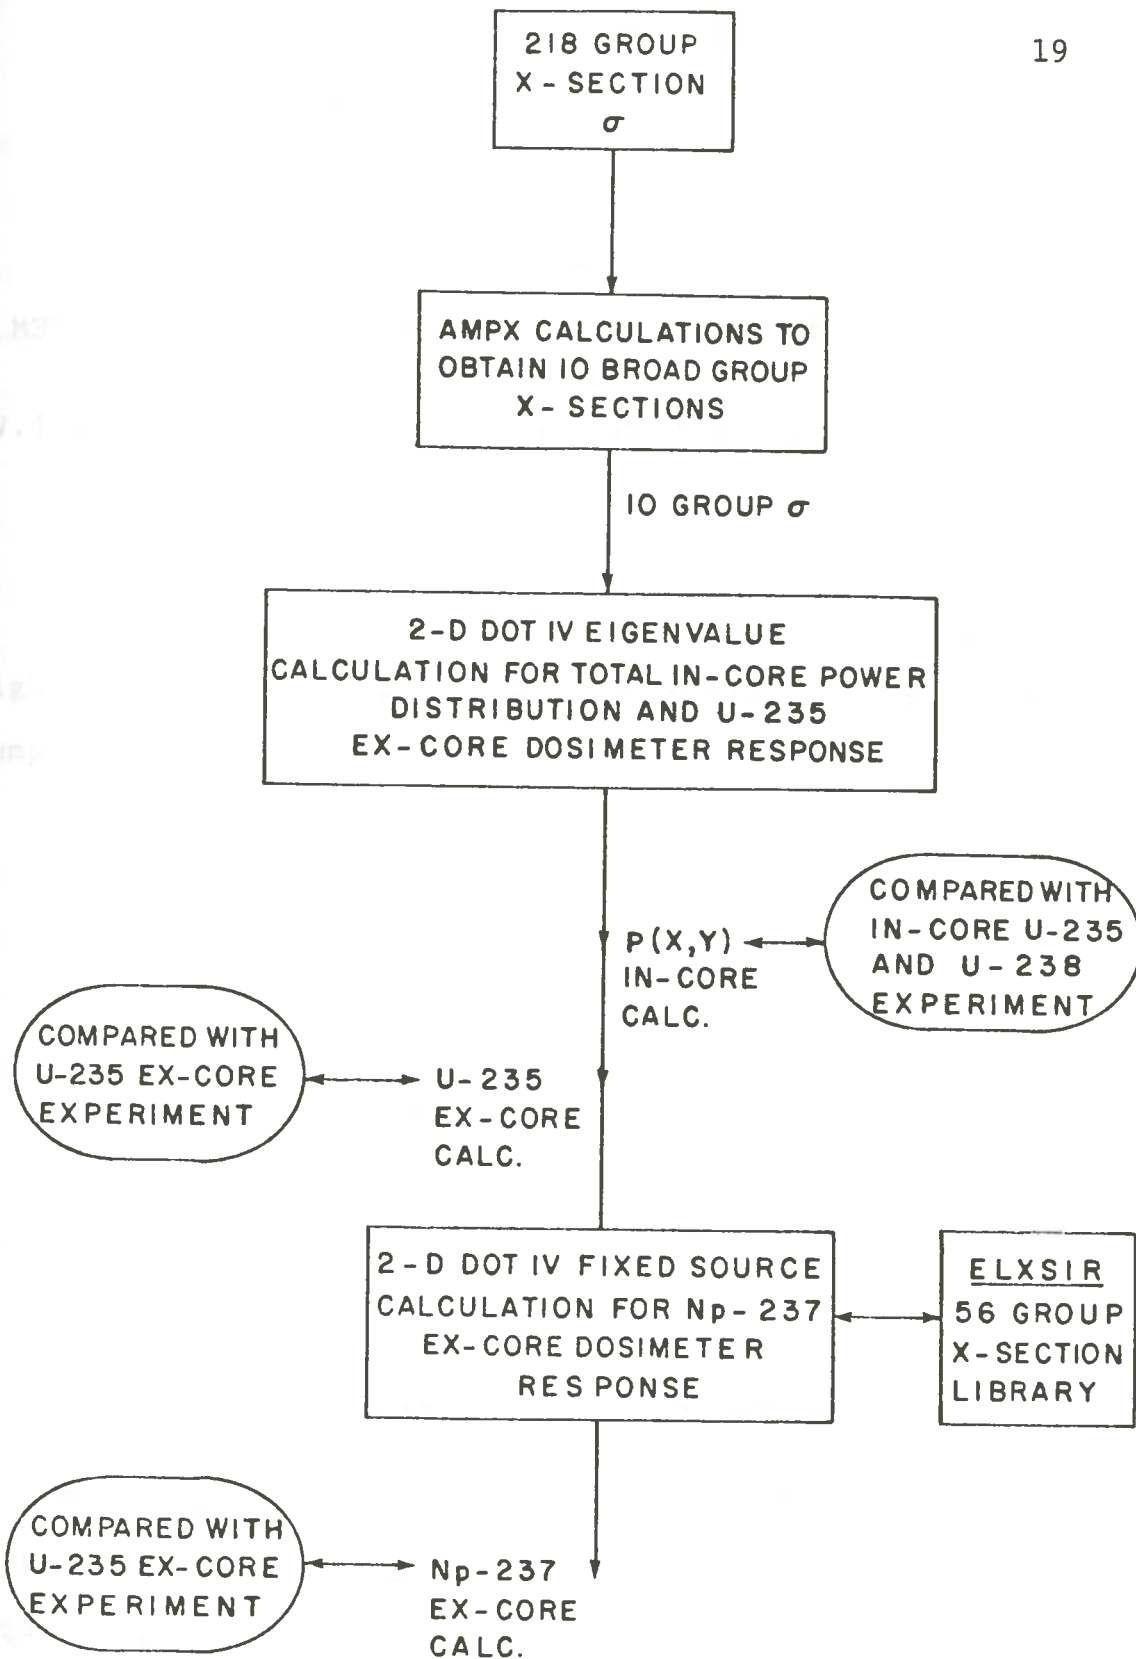 19
218 GROUP
X-SECTION
σ
AMPX CALCULATIONS TO
OBTAIN 10 BROAD GROUP
X-SECTIONS
10 GROUP σ
2-D DOT IV EIGENVALUE
CALCULATION FOR TOTAL IN-CORE POWER
DISTRIBUTION AND U-235
EX-CORE DOSIMETER RESPONSE
P(X,Y)
IN-CORE
CALC.
COMPARED WITH
IN-CORE U-235
AND U-238
EXPERIMENT
COMPARED WITH
U-235 EX-CORE
EXPERIMENT
U-235
EX-CORE
CALC.
2-D DOT IV FIXED SOURCE
CALCULATION FOR Np-237
EX-CORE DOSIMETER
RESPONSE
ELXSIR
56 GROUP
X-SECTION
LIBRARY
COMPARED WITH
U-235 EX-CORE
EXPERIMENT
Np-237
EX-CORE
CALC.